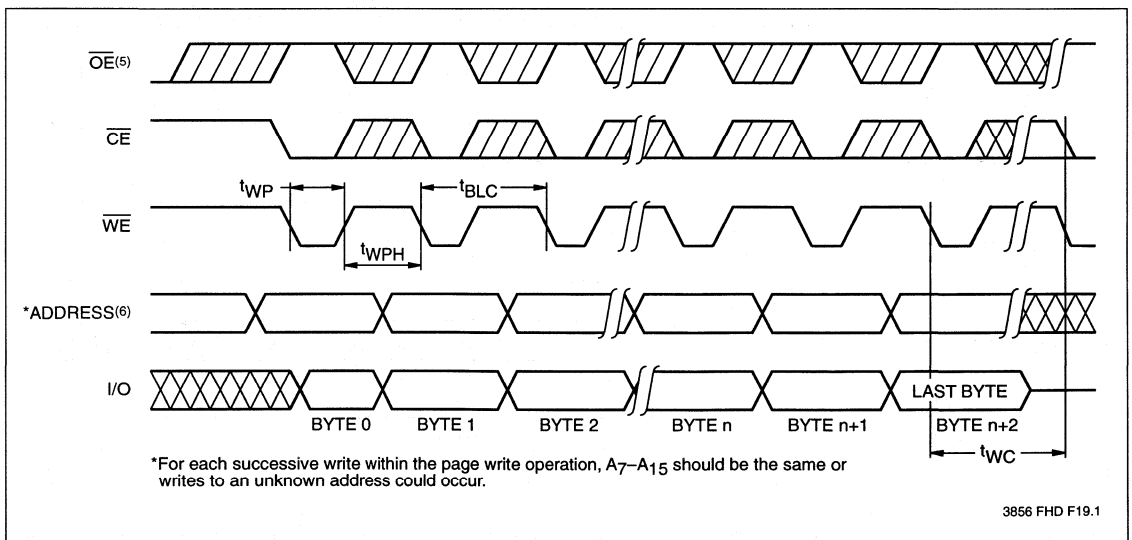 OE(5)
CE
tWP
tBLC
WE
tWPH
*ADDRESS(6)
I/O
LAST BYTE
BYTE 0
BYTE 1
BYTE 2
BYTE n
BYTE n+1
BYTE n+2
tWC
*For each successive write within the page write operation, A7–A15 should be the same or
writes to an unknown address could occur.
3856 FHD F19.1